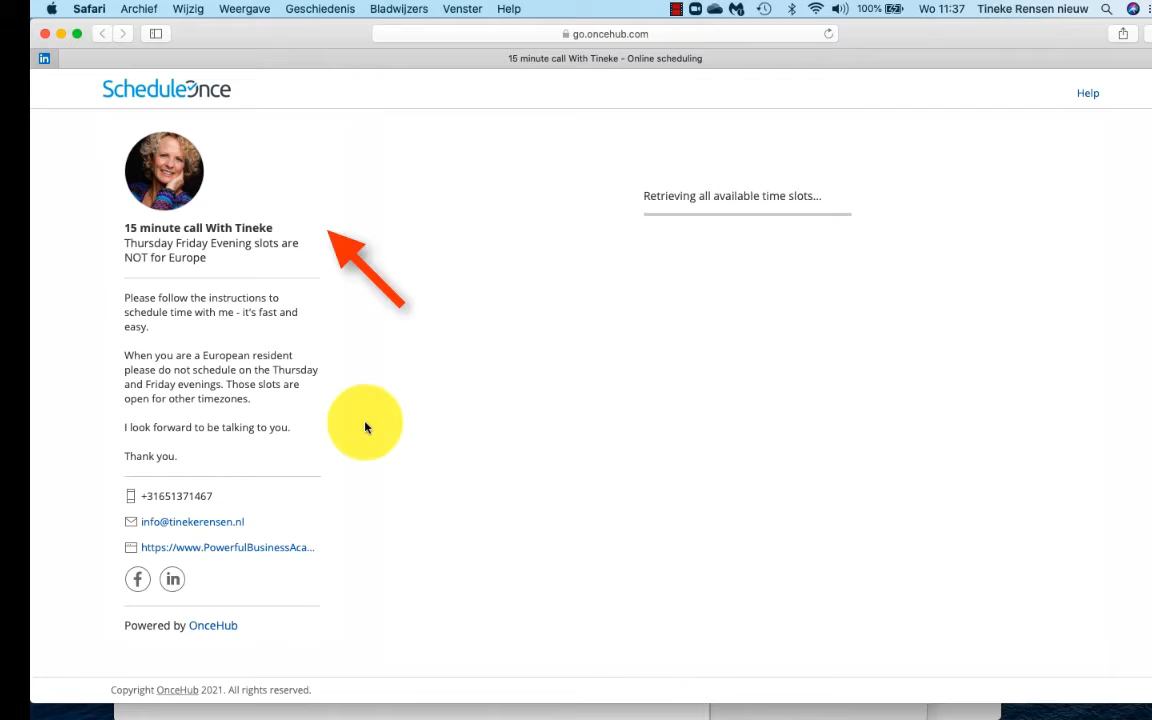 Safari Archief Wijzig Weergave Geschiedenis Bladwijzers Venster Help 100% Wo 11:37 Tineke Rensen nieuw
go.oncehub.com
in 15 minute call With Tineke - Online scheduling
ScheduleOnce
Help
Retrieving all available time slots...
15 minute call With Tineke
Thursday Friday Evening slots are
NOT for Europe
Please follow the instructions to
schedule time with me - it's fast and
easy.
When you are a European resident
please do not schedule on the Thursday
and Friday evenings. Those slots are
open for other timezones.
I look forward to be talking to you.
Thank you.
+31651371467
info@tinekerensen.nl
https://www.PowerfulBusinessAca...
f in
Powered by OnceHub
Copyright OnceHub 2021. All rights reserved.